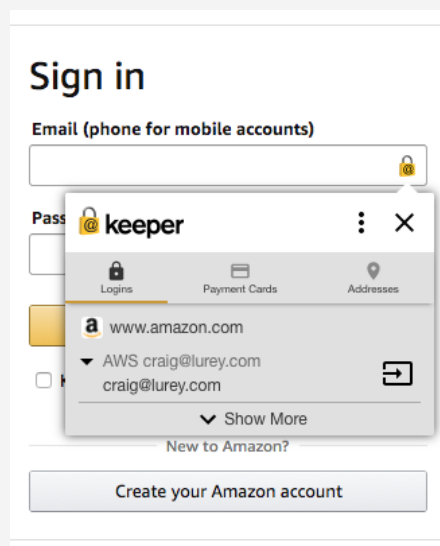 Sign in
Email (phone for mobile accounts)
Pass
keeper
Logins Payment Cards Addresses
www.amazon.com
AWS craig@lurey.com
craig@lurey.com
Show More
New to Amazon?
Create your Amazon account